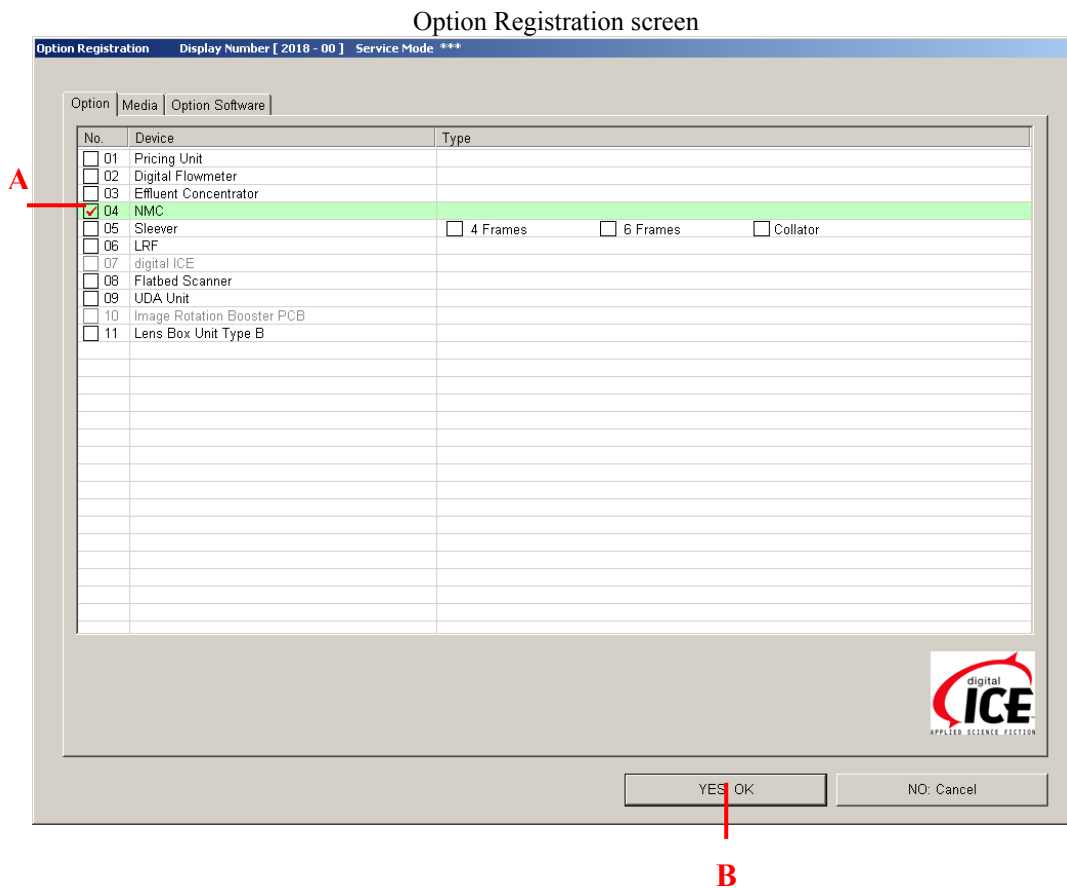 Option Registration screen
Option Registration Display Number [ 2018 - 00 ] Service Mode ***
Option Media Option Software
No. Device Type
01 Pricing Unit
A
02 Digital Flowmeter
03 Effluent Concentrator
04 NMC
05 Sleever 4 Frames 6 Frames Collator
06 LRF
07 digital ICE
08 Flatbed Scanner
09 UDA Unit
10 Image Rotation Booster PCB
11 Lens Box Unit Type B
digital
ICE
APPLIED SCIENCE FICTION
YES: OK NO: Cancel
B